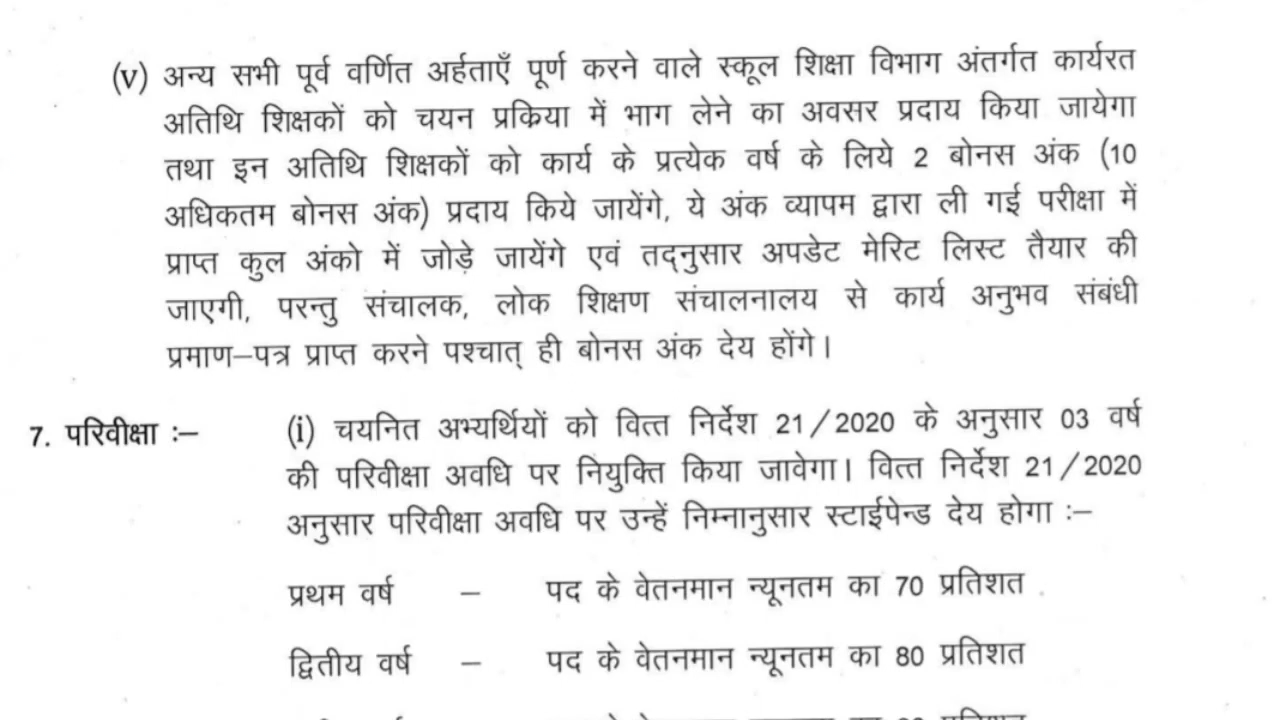 (v) अन्य सभी पूर्व वर्णित अर्हताएँ पूर्ण करने वाले स्कूल शिक्षा विभाग अंतर्गत कार्यरत
अतिथि शिक्षकों को चयन प्रकिया में भाग लेने का अवसर प्रदाय किया जायेगा
तथा इन अतिथि शिक्षकों को कार्य के प्रत्येक वर्ष के लिये 2 बोनस अंक (10
अधिकतम बोनस अंक) प्रदाय किये जायेंगे, ये अंक व्यापम द्वारा ली गई परीक्षा में
प्राप्त कुल अंको में जोड़े जायेंगे एवं तद्नुसार अपडेट मेरिट लिस्ट तैयार की
जाएगी, परन्तु संचालक, लोक शिक्षण संचालनालय से कार्य अनुभव संबंधी
प्रमाण–पत्र प्राप्त करने पश्चात् ही बोनस अंक देय होंगे।
7. परिवीक्षा :– (i) चयनित अभ्यर्थियों को वित्त निर्देश 21/2020 के अनुसार 03 वर्ष
की परिवीक्षा अवधि पर नियुक्ति किया जावेगा। वित्त निर्देश 21/2020
अनुसार परिवीक्षा अवधि पर उन्हें निम्नानुसार स्टाईपेन्ड देय होगा :–
प्रथम वर्ष – पद के वेतनमान न्यूनतम का 70 प्रतिशत
द्वितीय वर्ष – पद के वेतनमान न्यूनतम का 80 प्रतिशत